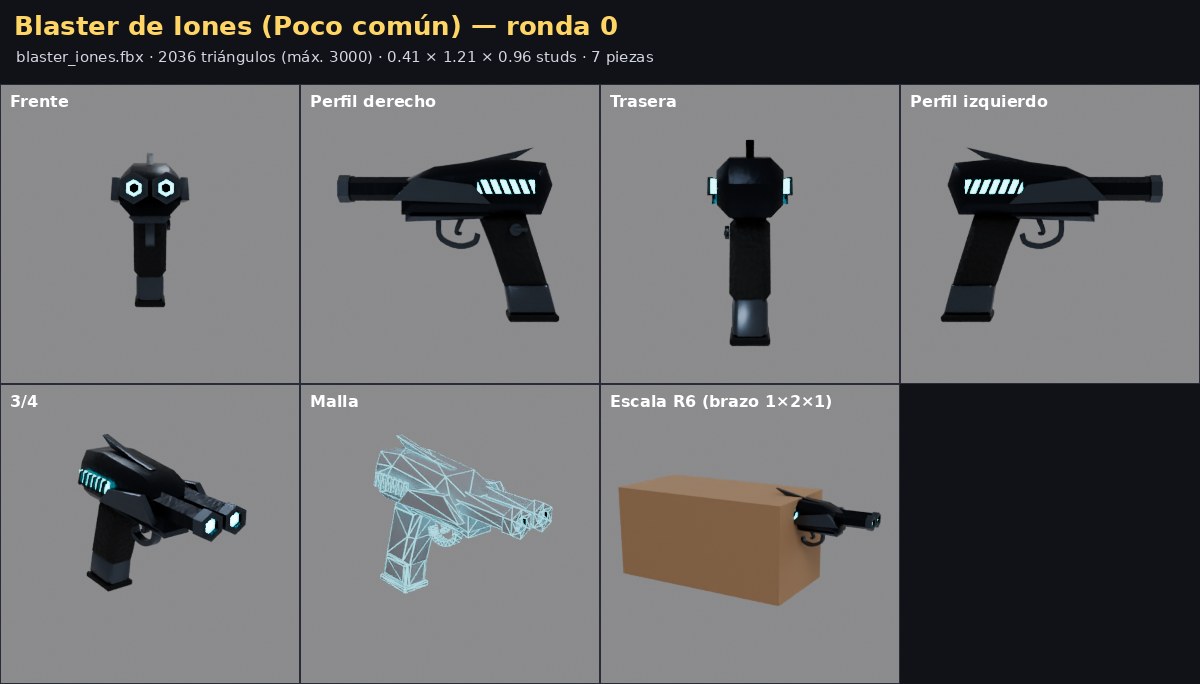 Blaster de Iones (Poco común) — ronda 0
blaster_iones.fbx · 2036 triángulos (máx. 3000) · 0.41 × 1.21 × 0.96 studs · 7 piezas
Frente
Perfil derecho
Trasera
Perfil izquierdo
3/4
Malla
Escala R6 (brazo 1×2×1)